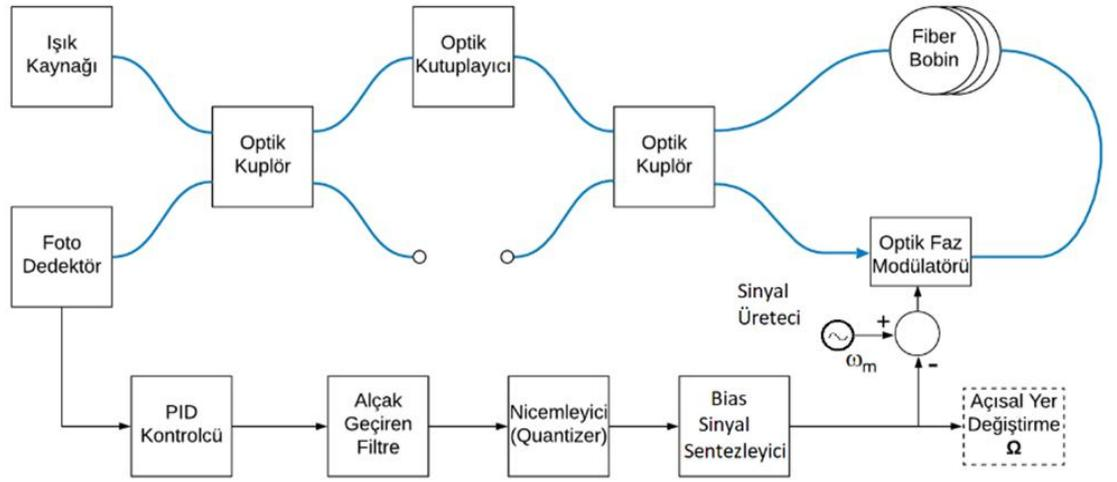 Işık
Kaynağı
Optik
Kutuplayıcı
Fiber
Bobin
Optik
Kuplör
Optik
Kuplör
Foto
Dedektör
Optik Faz
Modülatörü
Sinyal
Üreteci
+
ωm
-
PID
Kontrolcü
Alçak
Geçiren
Filtre
Nicemleyici
(Quantizer)
Bias
Sinyal
Sentezleyici
Açısal Yer
Değiştirme
Ω